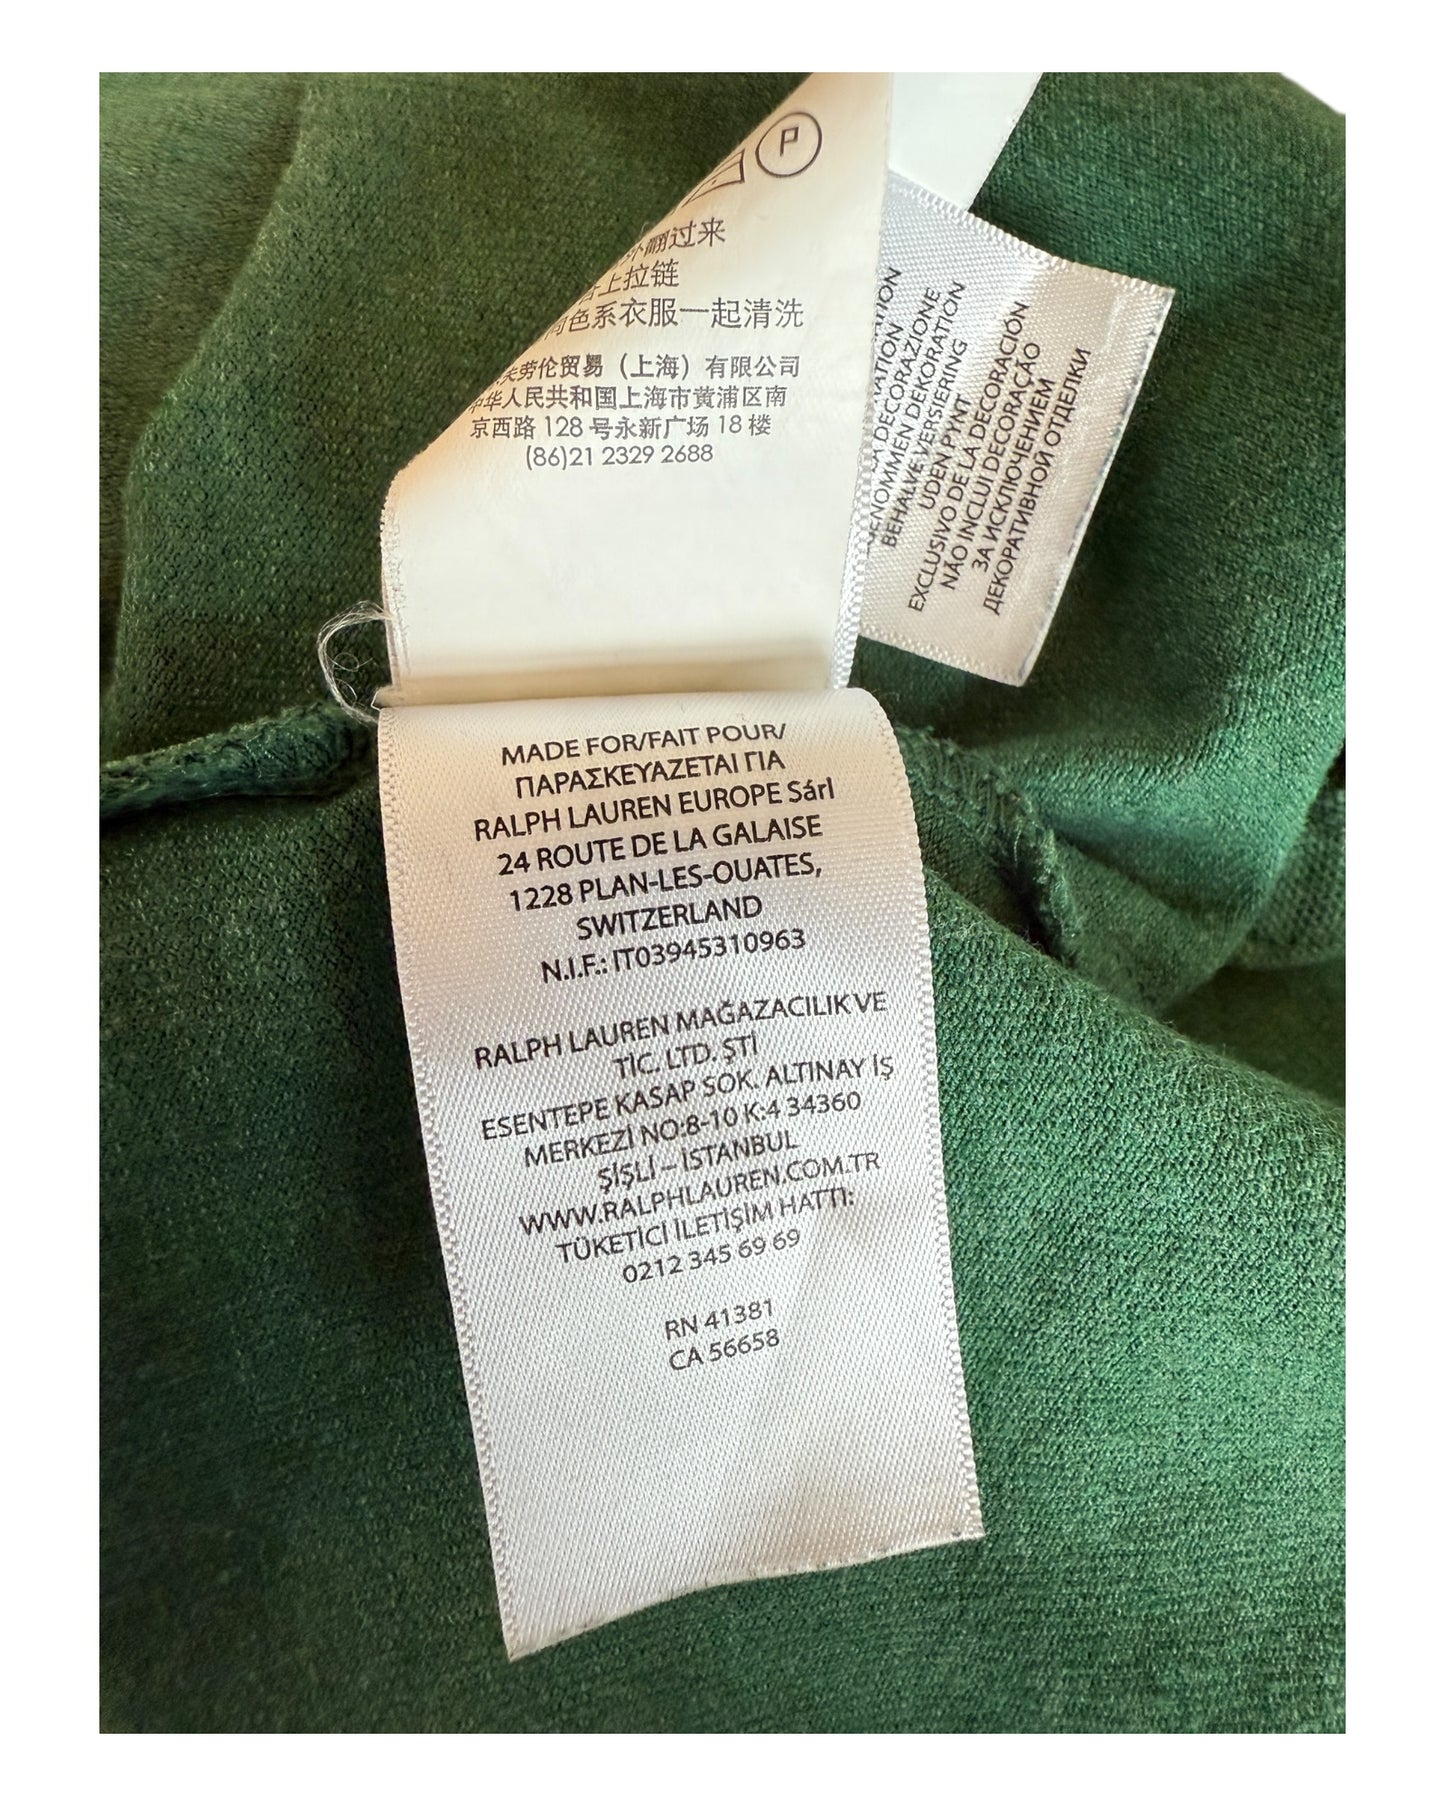 P
外翻过来
合上拉链
同色系衣服一起清洗
夫劳伦贸易（上海）有限公司
中华人民共和国上海市黄浦区南
京西路 128 号永新广场 18 楼
(86)21 2329 2688
DECORATION
LA DECORAZIONE
GENOMMEN DEKORATION
BEHALVE VERSIERING
UDEN PYNT
EXCLUSIVO DE LA DECORACIÓN
NÃO INCLUI DECORAÇÃO
ЗА ИСКЛЮЧЕНИЕМ
ДЕКОРАТИВНОЙ ОТДЕЛКИ
MADE FOR/FAIT POUR/
ΠΑΡΑΣΚΕΥΑΖΕΤΑΙ ΓΙΑ
RALPH LAUREN EUROPE Sárl
24 ROUTE DE LA GALAISE
1228 PLAN-LES-OUATES,
SWITZERLAND
N.I.F.: IT03945310963
RALPH LAUREN MAĞAZACILIK VE
TİC. LTD. ŞTİ
ESENTEPE KASAP SOK. ALTINAY İŞ
MERKEZİ NO:8-10 K:4 34360
ŞİŞLİ – İSTANBUL
WWW.RALPHLAUREN.COM.TR
TÜKETİCİ İLETİŞİM HATTI:
0212 345 69 69
RN 41381
CA 56658